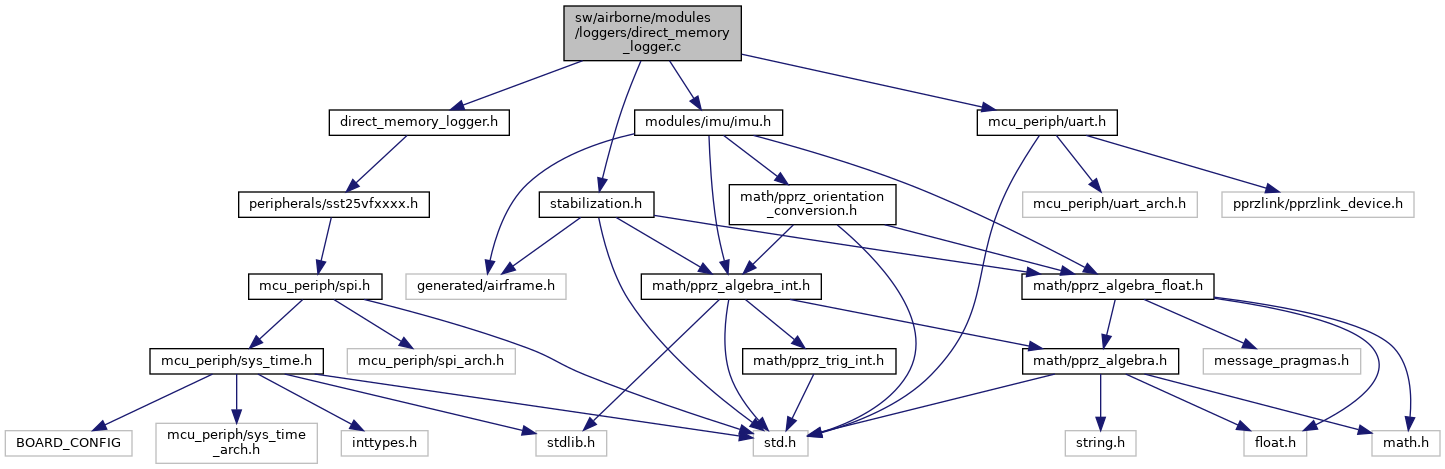 sw/airborne/modules
/loggers/direct_memory
_logger.c
direct_memory_logger.h
modules/imu/imu.h
mcu_periph/uart.h
peripherals/sst25vfxxxx.h
stabilization.h
math/pprz_orientation
_conversion.h
mcu_periph/uart_arch.h
pprzlink/pprzlink_device.h
mcu_periph/spi.h
generated/airframe.h
math/pprz_algebra_int.h
math/pprz_algebra_float.h
mcu_periph/sys_time.h
mcu_periph/spi_arch.h
math/pprz_trig_int.h
math/pprz_algebra.h
message_pragmas.h
BOARD_CONFIG
mcu_periph/sys_time
_arch.h
inttypes.h
stdlib.h
std.h
string.h
float.h
math.h